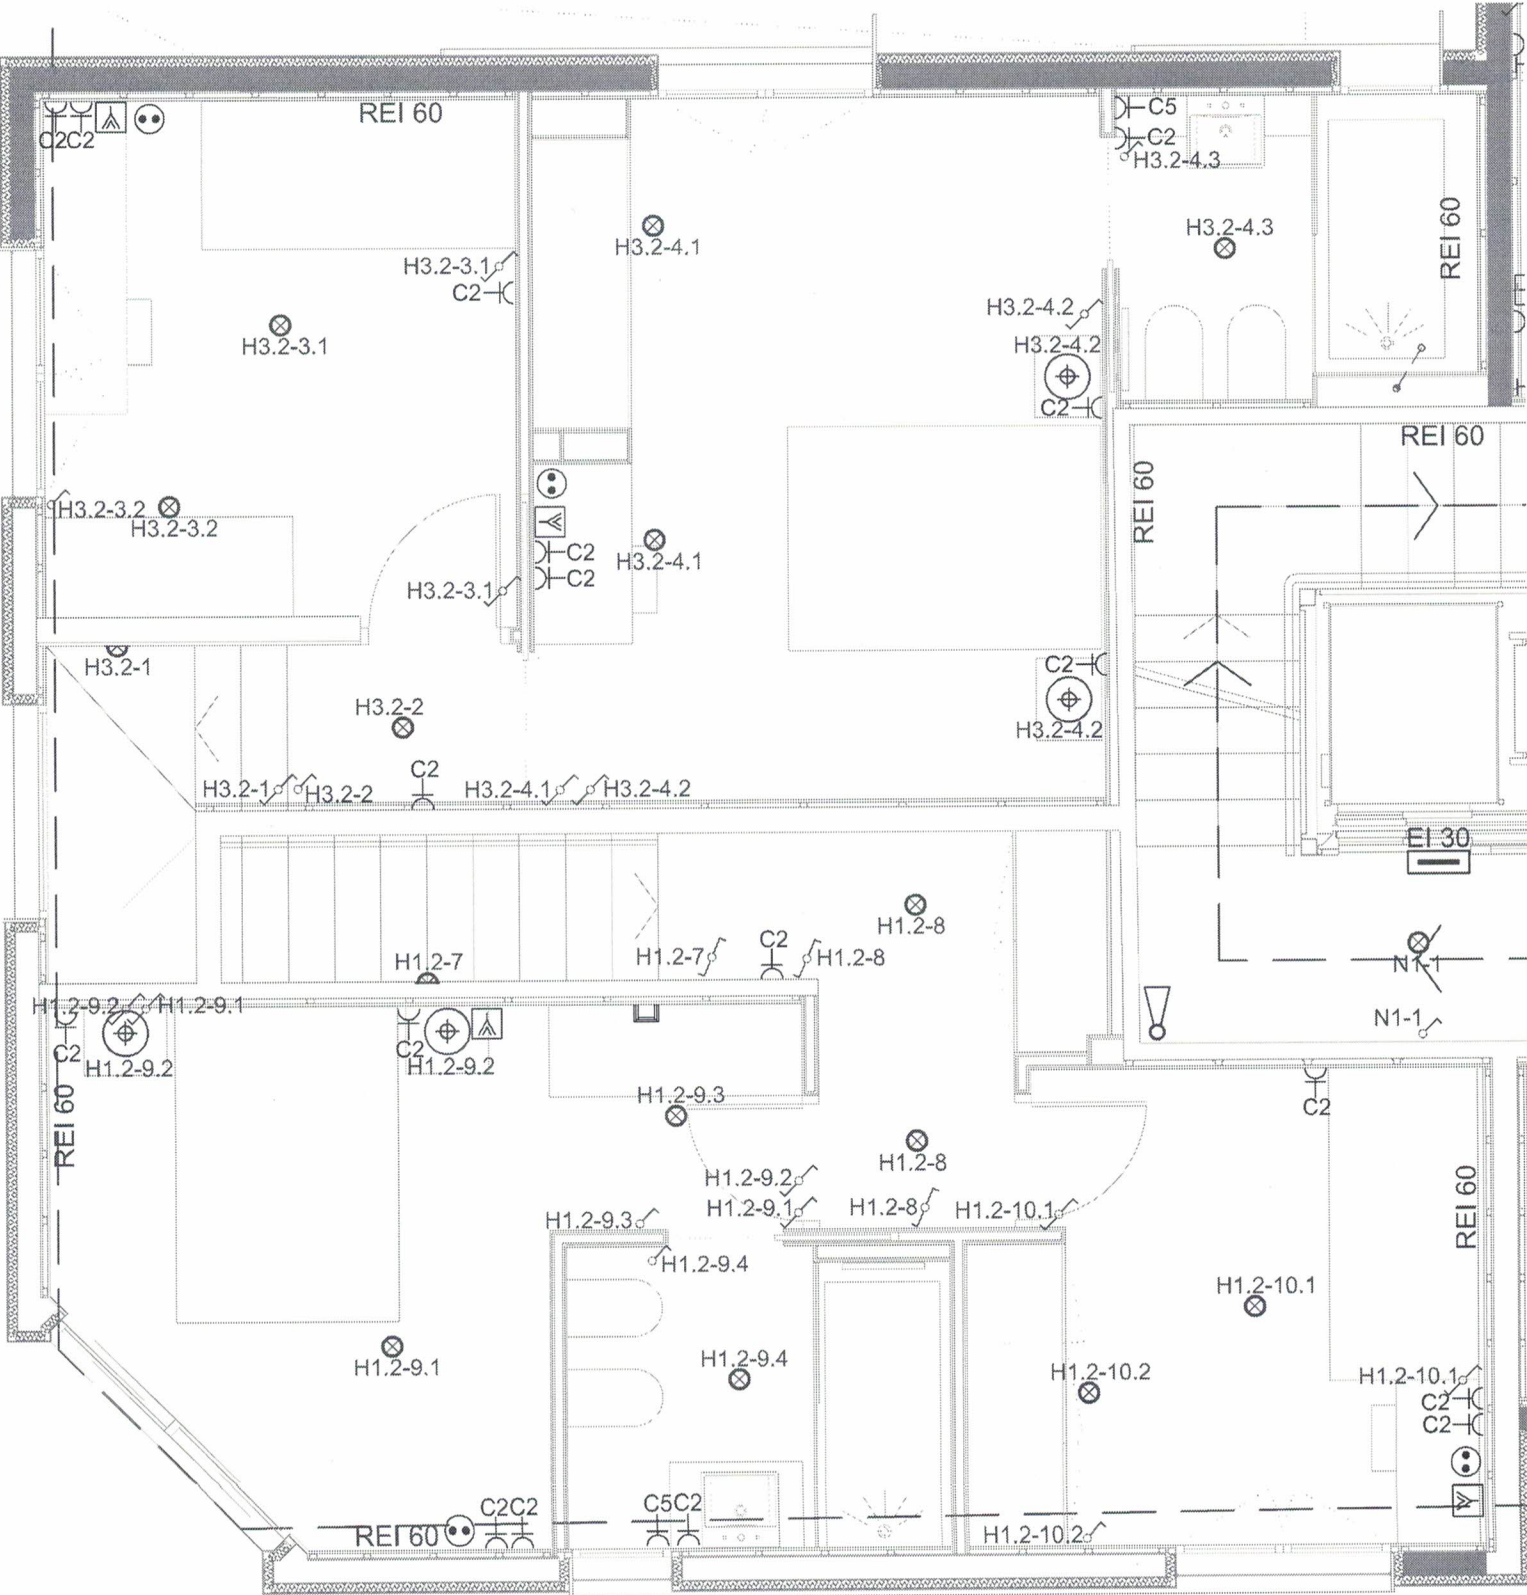 REI 60
C2C2
C5
C2
H3.2-4.3
H3.2-4.1
H3.2-4.3
REI 60
H3.2-3.1
C2
H3.2-3.1
H3.2-4.2
H3.2-4.2
C2
REI 60
REI 60
H3.2-3.2
H3.2-3.2
C2
C2
H3.2-4.1
H3.2-3.1
H3.2-1
C2
H3.2-2
H3.2-4.2
C2
H3.2-1
H3.2-2
H3.2-4.1
H3.2-4.2
EI 30
H1.2-8
C2
H1.2-7
H1.2-8
H1.2-7
N1-1
H1.2-9.2
H1.2-9.1
N1-1
C2
C2
H1.2-9.2
H1.2-9.2
REI 60
H1.2-9.3
C2
H1.2-8
H1.2-9.2
H1.2-9.1
H1.2-8
H1.2-10.1
REI 60
H1.2-9.3
H1.2-9.4
H1.2-10.1
H1.2-9.1
H1.2-9.4
H1.2-10.2
H1.2-10.1
C2
C2
C2C2
C5C2
REI 60
H1.2-10.2